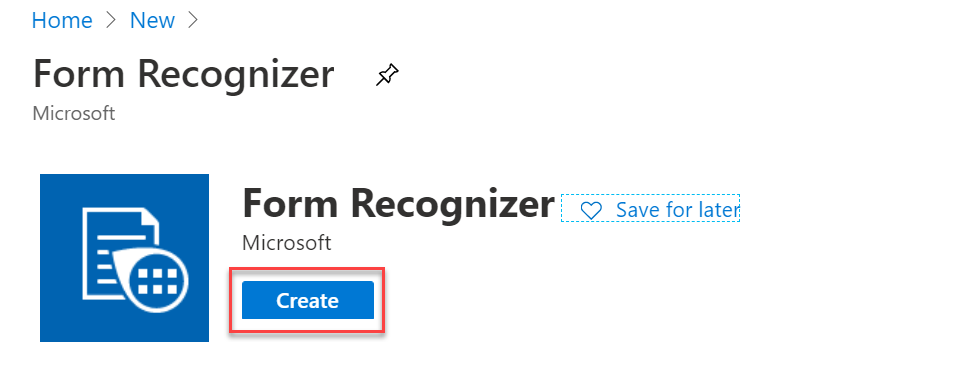 Home > New >
Form Recognizer
Microsoft
Form Recognizer Save for later
Microsoft
Create